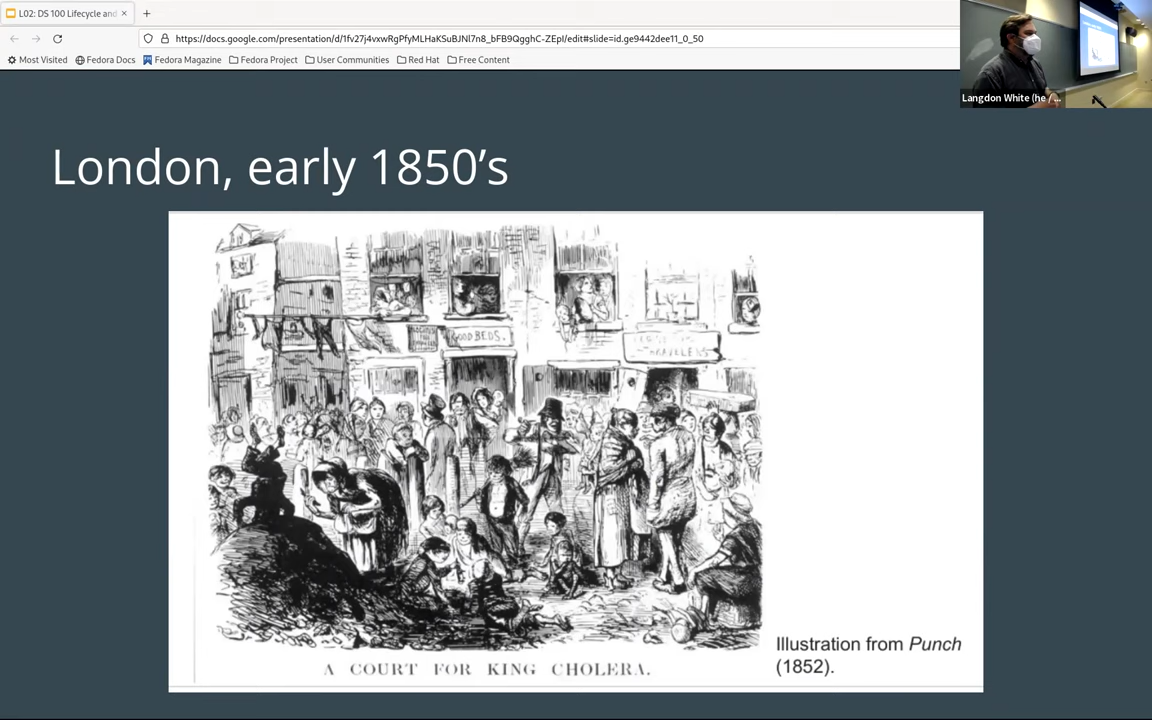 L02: DS 100 Lifecycle and
https://docs.google.com/presentation/d/1fv27j4vxwRgPfyMLHaKSuBJNl7n8_bFB9QgghC-ZEpI/edit#slide=id.ge9442dee11_0_50
Most Visited Fedora Docs Fedora Magazine Fedora Project User Communities Red Hat Free Content
Langdon White (he / ...
London, early 1850's
GOOD BEDS.
TRAVELERS
A COURT FOR KING CHOLERA.
Illustration from Punch
(1852).